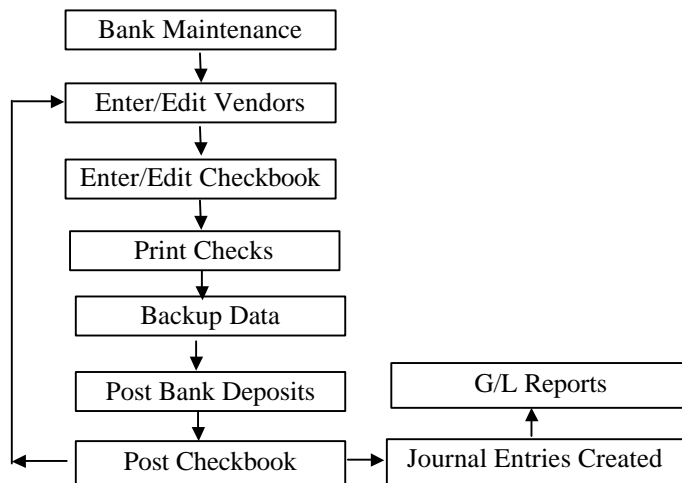 Bank Maintenance
Enter/Edit Vendors
Enter/Edit Checkbook
Print Checks
Backup Data
Post Bank Deposits
G/L Reports
Post Checkbook
Journal Entries Created